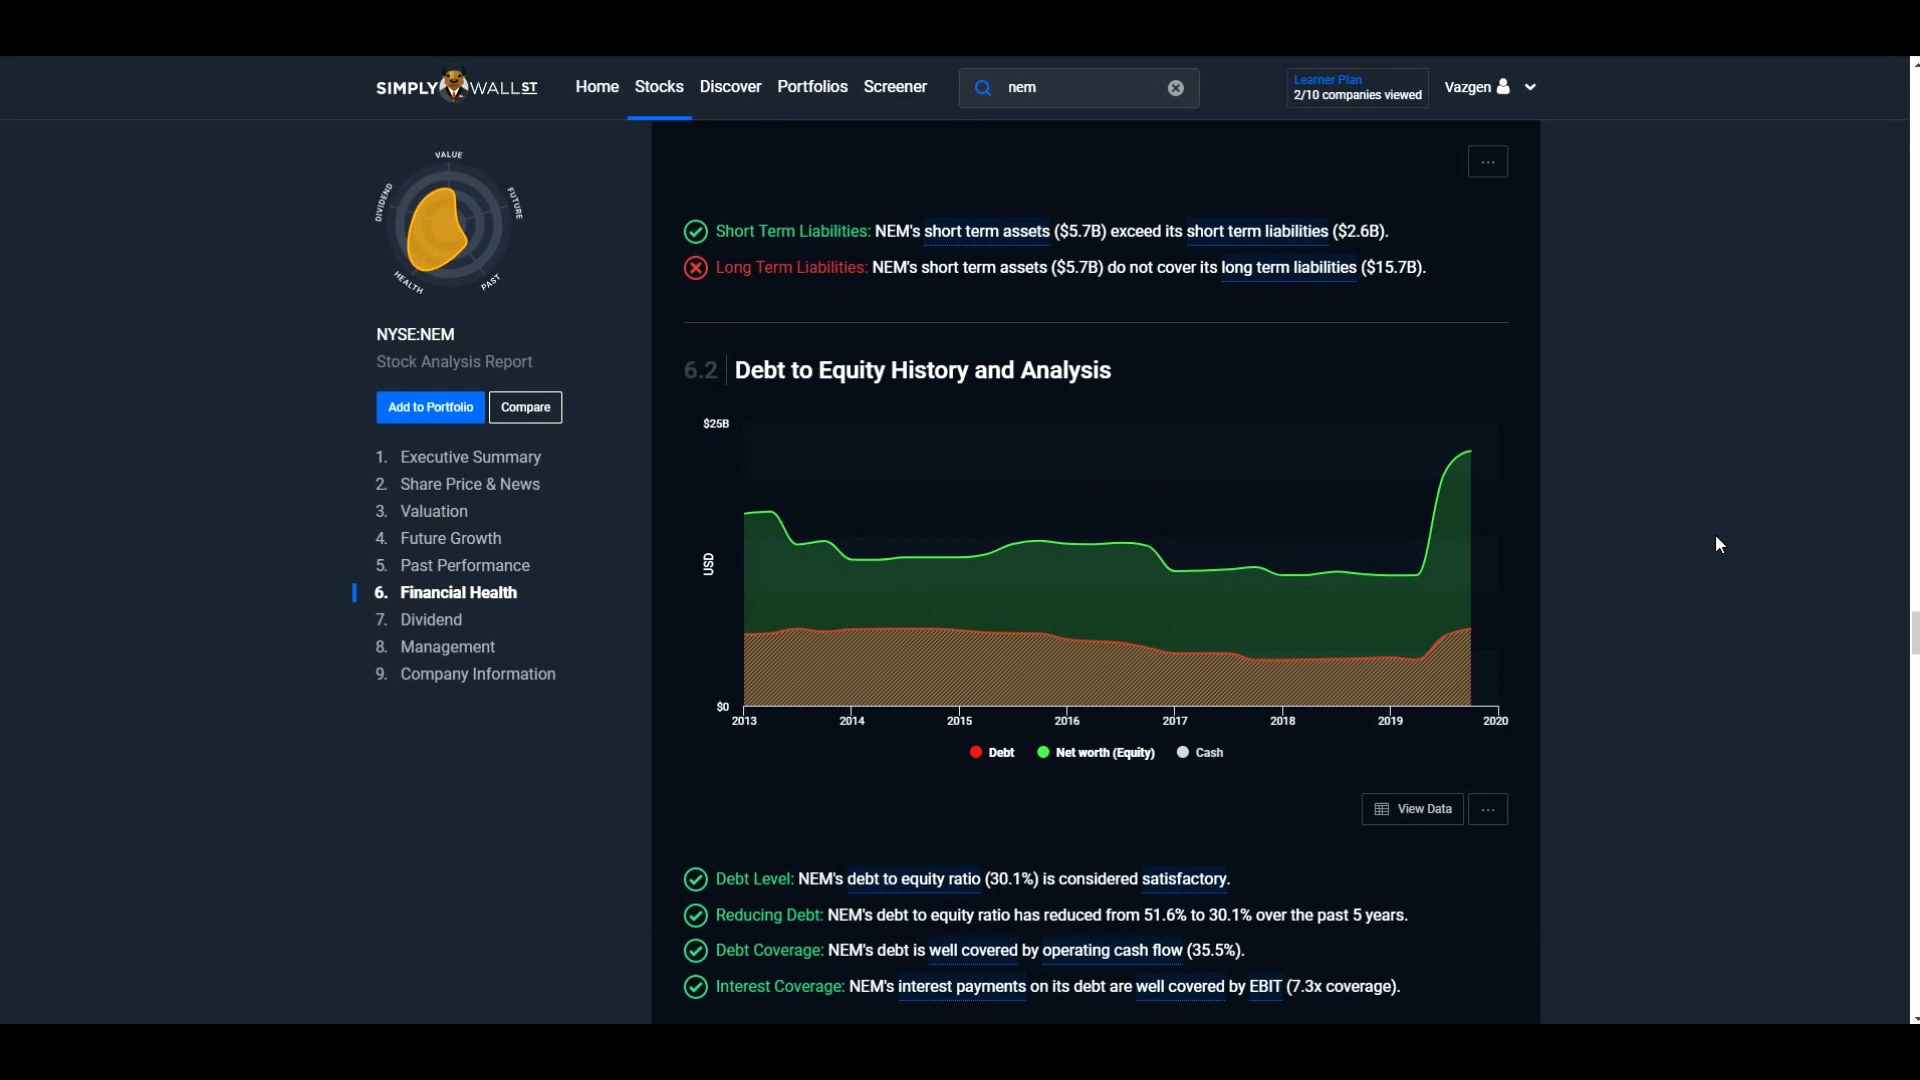 SIMPLY WALL ST
Home Stocks Discover Portfolios Screener
nem
Learner Plan
2/10 companies viewed
Vazgen
VALUE
FUTURE
PAST
HEALTH
DIVIDEND
NYSE:NEM
Stock Analysis Report
Add to Portfolio
Compare
1. Executive Summary
2. Share Price & News
3. Valuation
4. Future Growth
5. Past Performance
6. Financial Health
7. Dividend
8. Management
9. Company Information
...
Short Term Liabilities: NEM's short term assets ($5.7B) exceed its short term liabilities ($2.6B).
Long Term Liabilities: NEM's short term assets ($5.7B) do not cover its long term liabilities ($15.7B).
6.2 Debt to Equity History and Analysis
$25B
USD
$0
2013 2014 2015 2016 2017 2018 2019 2020
Debt Net worth (Equity) Cash
View Data ...
Debt Level: NEM's debt to equity ratio (30.1%) is considered satisfactory.
Reducing Debt: NEM's debt to equity ratio has reduced from 51.6% to 30.1% over the past 5 years.
Debt Coverage: NEM's debt is well covered by operating cash flow (35.5%).
Interest Coverage: NEM's interest payments on its debt are well covered by EBIT (7.3x coverage).